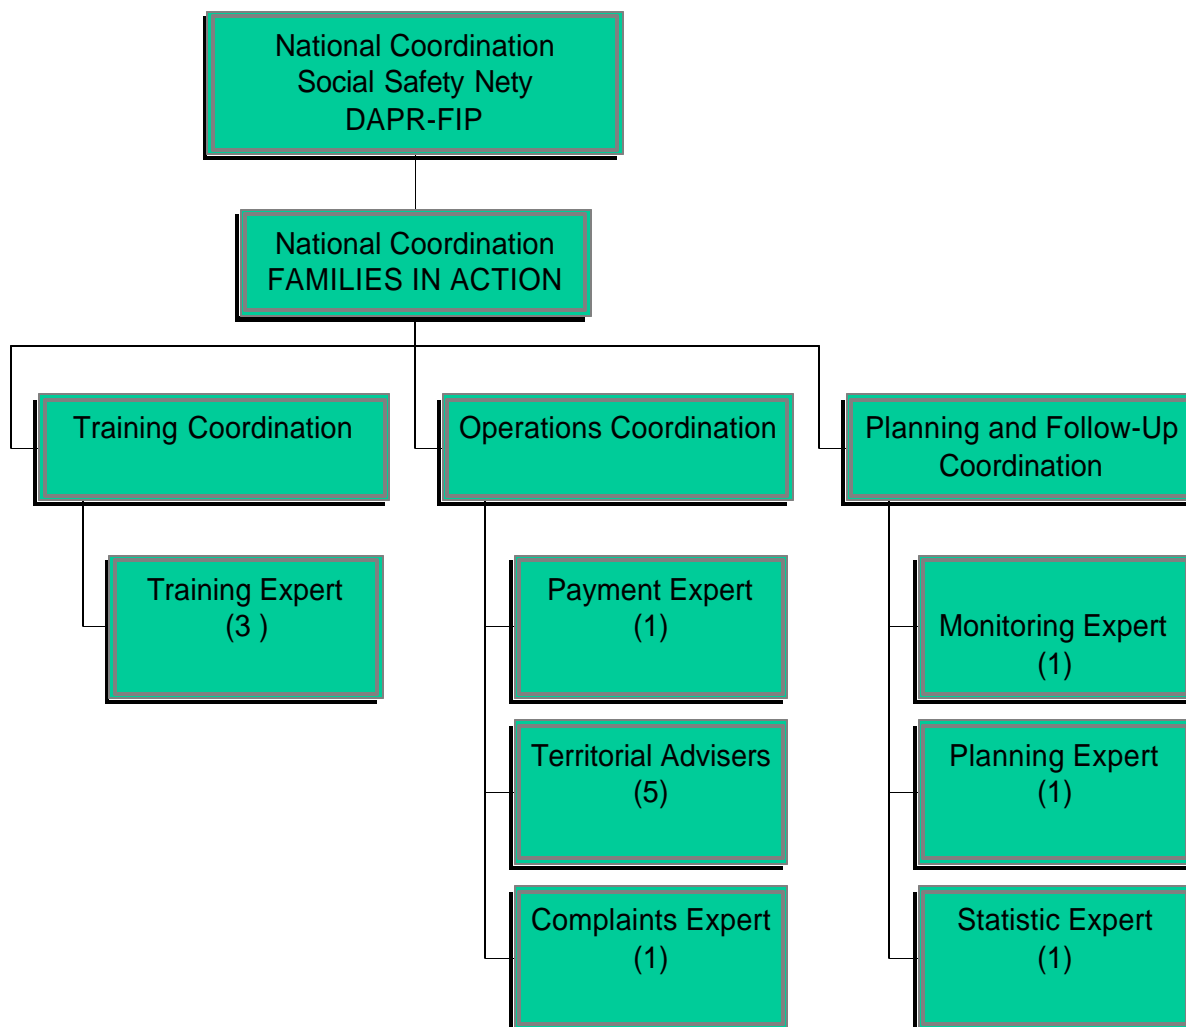 National Coordination
Social Safety Nety
DAPR-FIP
National Coordination
FAMILIES IN ACTION
Training Coordination
Operations Coordination
Planning and Follow-Up
Coordination
Training Expert
(3 )
Payment Expert
(1)
Monitoring Expert
(1)
Territorial Advisers
(5)
Planning Expert
(1)
Complaints Expert
(1)
Statistic Expert
(1)